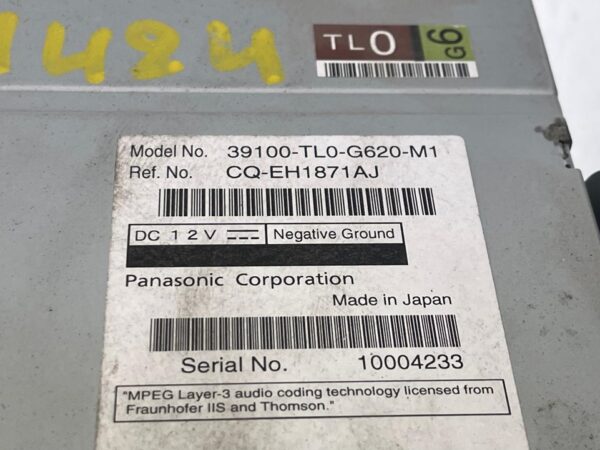 1484
TL0
G6
Model No. 39100-TL0-G620-M1
Ref. No. CQ-EH1871AJ
DC 12V Negative Ground
Panasonic Corporation
Made in Japan
Serial No. 10004233
"MPEG Layer-3 audio coding technology licensed from
Fraunhofer IIS and Thomson."